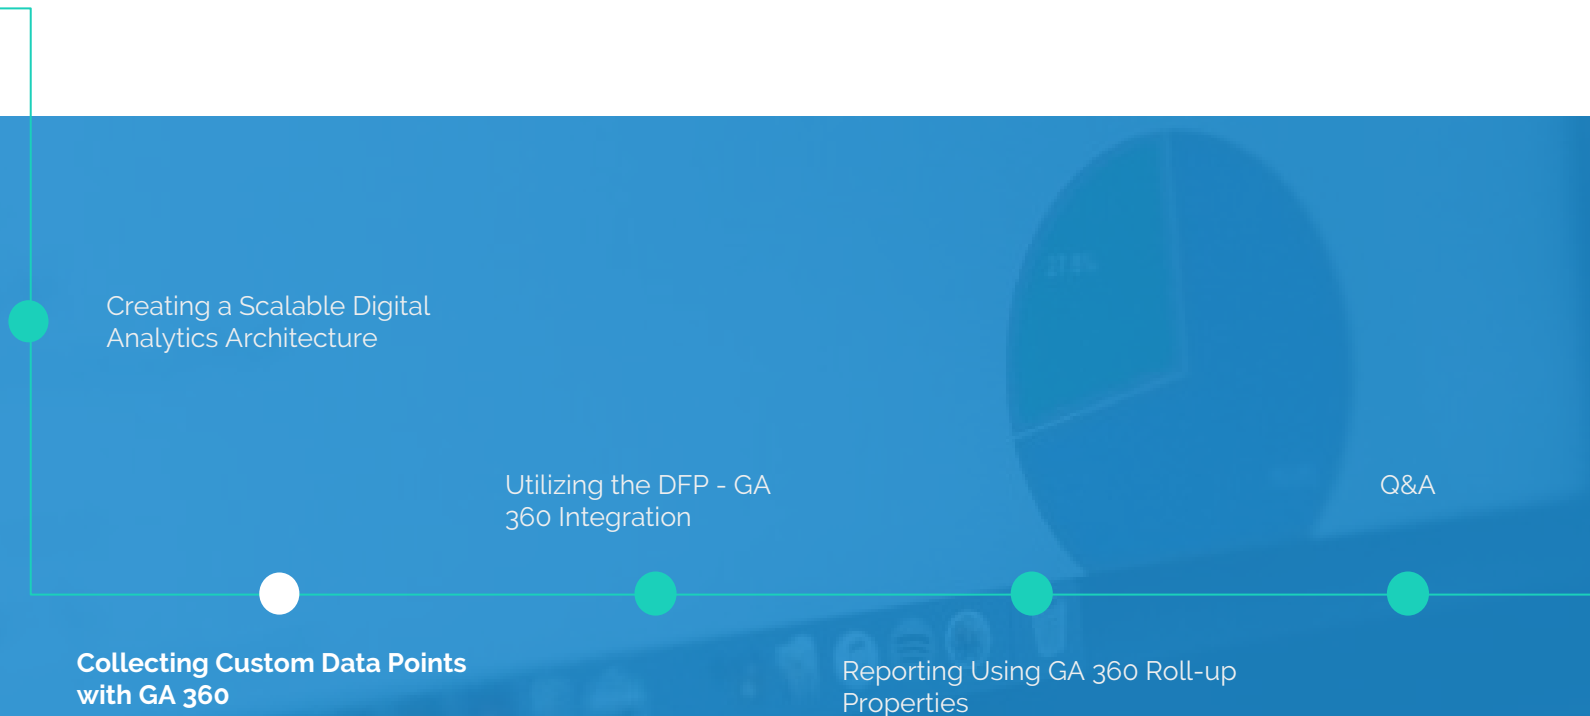 Creating a Scalable Digital
Analytics Architecture
Utilizing the DFP - GA
360 Integration
Q&A
Collecting Custom Data Points
with GA 360
Reporting Using GA 360 Roll-up
Properties